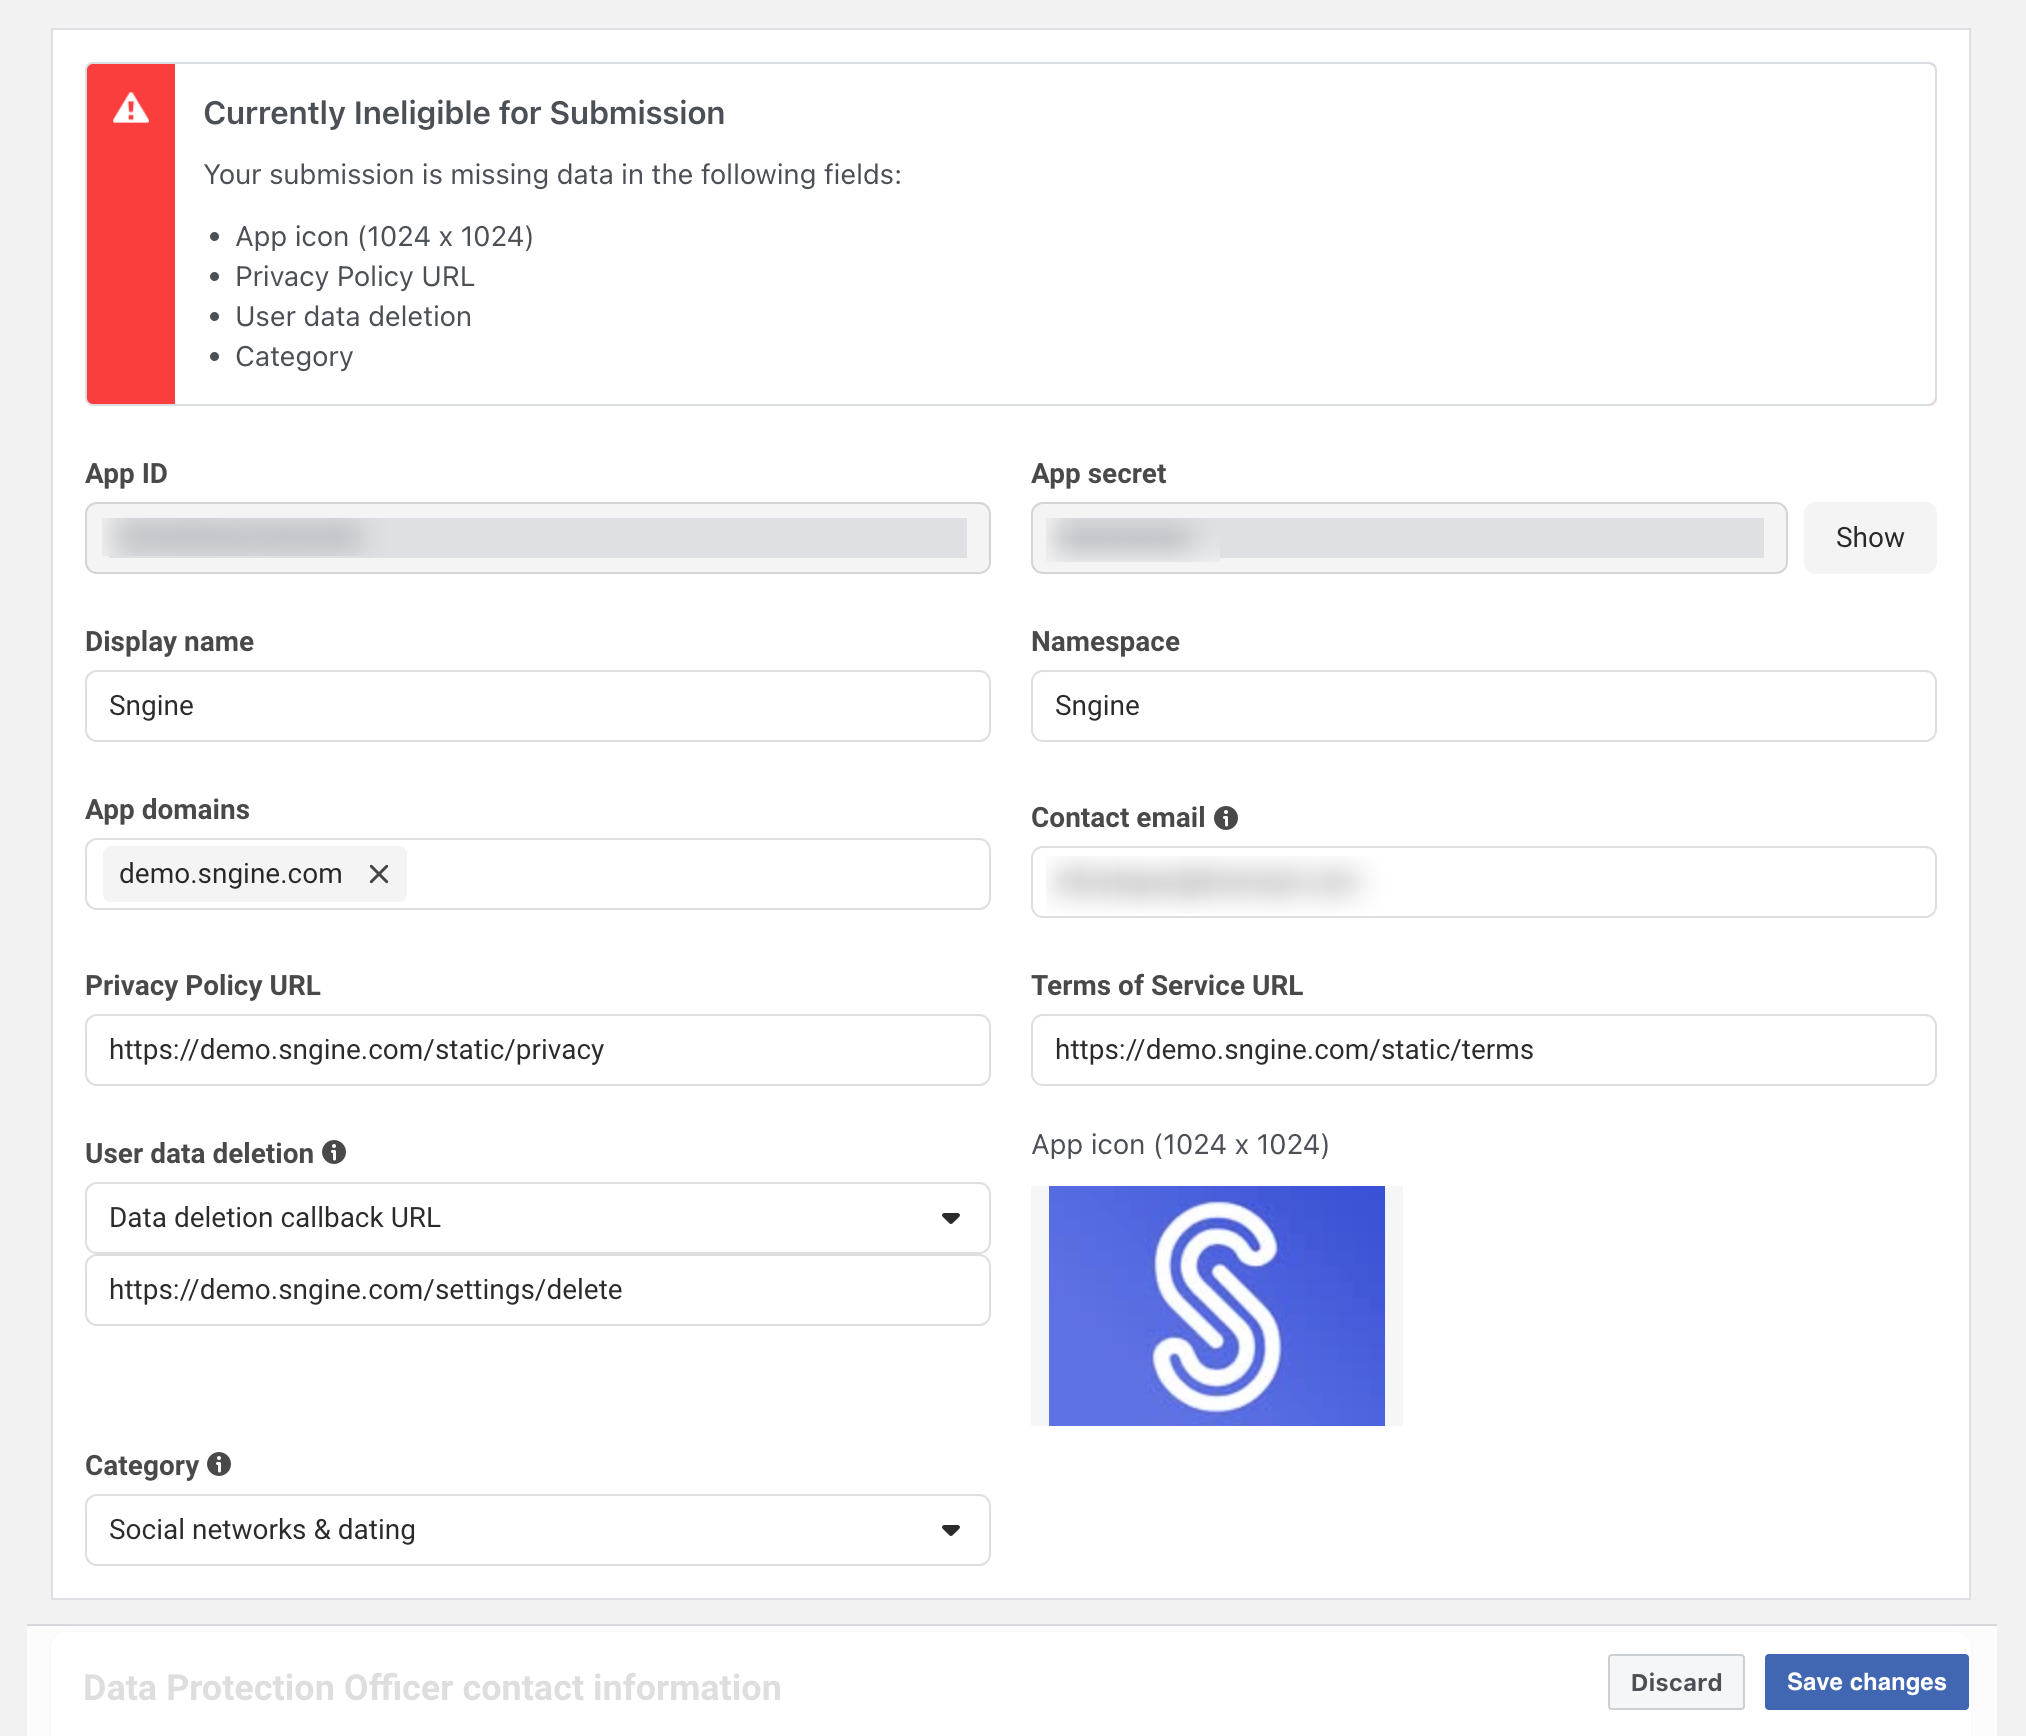 Currently Ineligible for Submission
Your submission is missing data in the following fields:
• App icon (1024 x 1024)
• Privacy Policy URL
• User data deletion
• Category
App ID
App secret
Show
Display name
Sngine
Namespace
Sngine
App domains
demo.sngine.com
Contact email
Privacy Policy URL
https://demo.sngine.com/static/privacy
Terms of Service URL
https://demo.sngine.com/static/terms
User data deletion
Data deletion callback URL
https://demo.sngine.com/settings/delete
App icon (1024 x 1024)
Category
Social networks & dating
Data Protection Officer contact information
Discard
Save changes